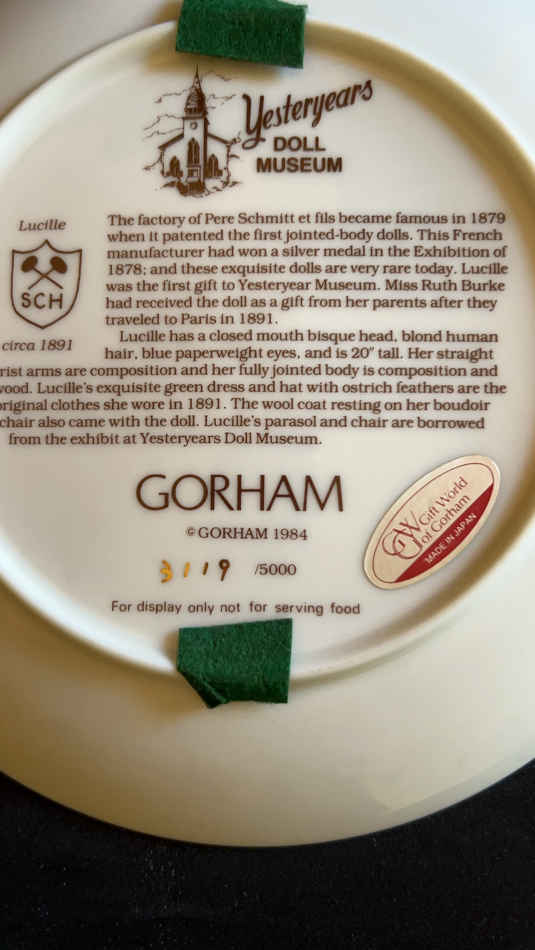 Yesteryears
DOLL
MUSEUM
Lucille
SCH
circa 1891
The factory of Pere Schmitt et fils became famous in 1879
when it patented the first jointed-body dolls. This French
manufacturer had won a silver medal in the Exhibition of
1878; and these exquisite dolls are very rare today. Lucille
was the first gift to Yesteryear Museum. Miss Ruth Burke
had received the doll as a gift from her parents after they
traveled to Paris in 1891.
Lucille has a closed mouth bisque head, blond human
hair, blue paperweight eyes, and is 20″ tall. Her straight
rist arms are composition and her fully jointed body is composition and
wood. Lucille's exquisite green dress and hat with ostrich feathers are the
original clothes she wore in 1891. The wool coat resting on her boudoir
chair also came with the doll. Lucille's parasol and chair are borrowed
from the exhibit at Yesteryears Doll Museum.
GORHAM
© GORHAM 1984
3119 /5000
For display only not for serving food
GW
Gift World
of Gorham
MADE IN JAPAN